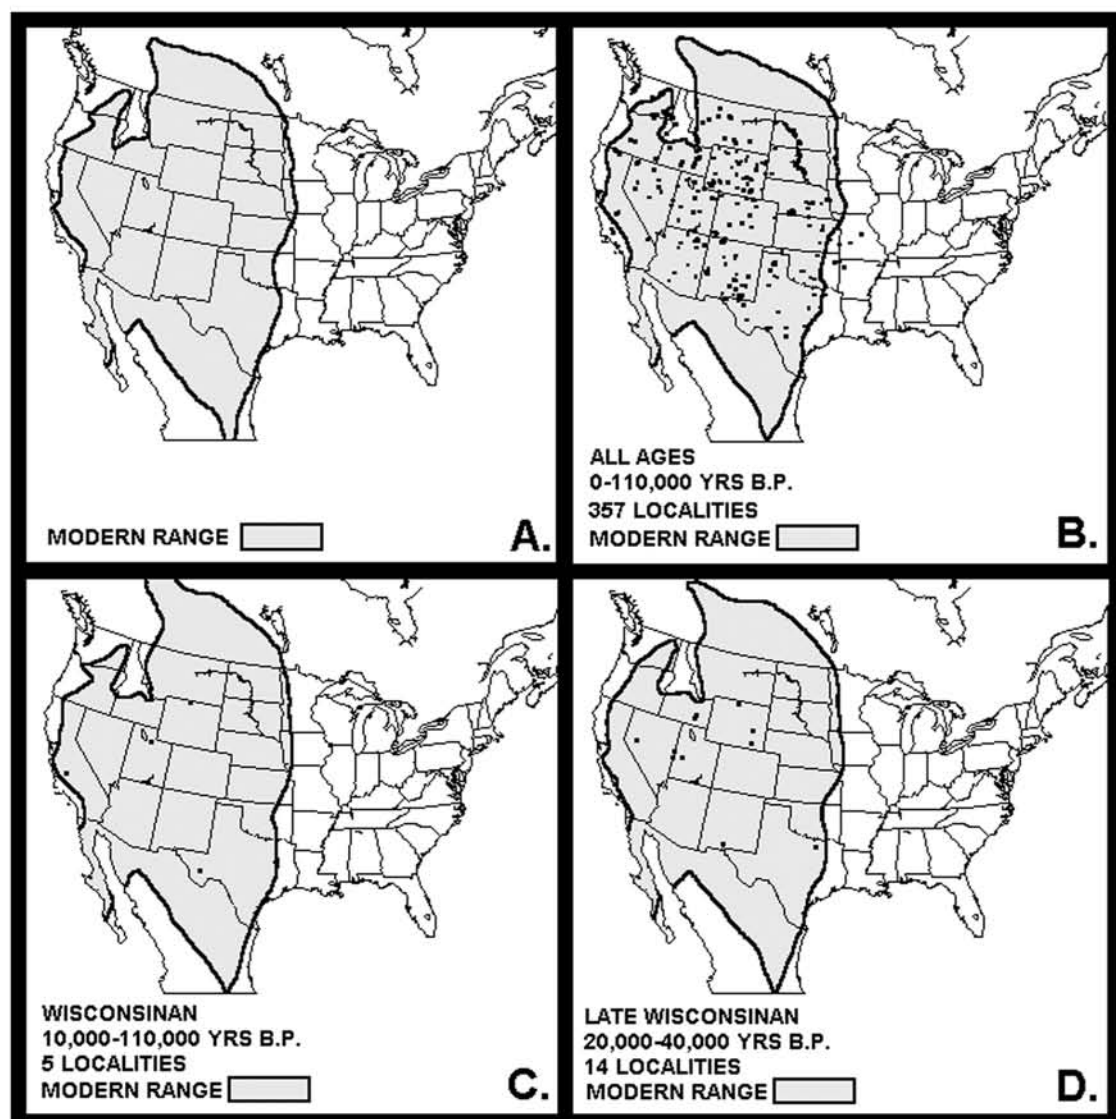 MODERN RANGE
A.
ALL AGES
0-110,000 YRS B.P.
357 LOCALITIES
MODERN RANGE
B.
WISCONSINAN
10,000-110,000 YRS B.P.
5 LOCALITIES
MODERN RANGE
C.
LATE WISCONSINAN
20,000-40,000 YRS B.P.
14 LOCALITIES
MODERN RANGE
D.